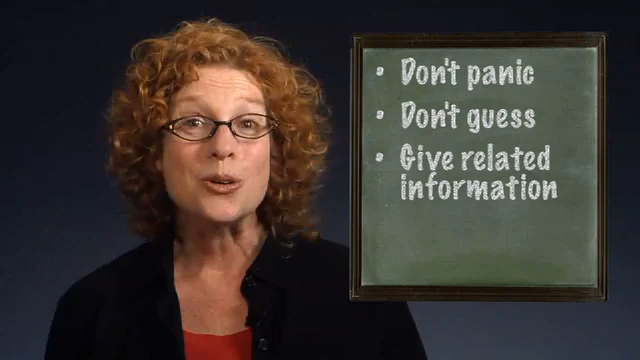 • Don't panic
• Don't guess
• Give related
information